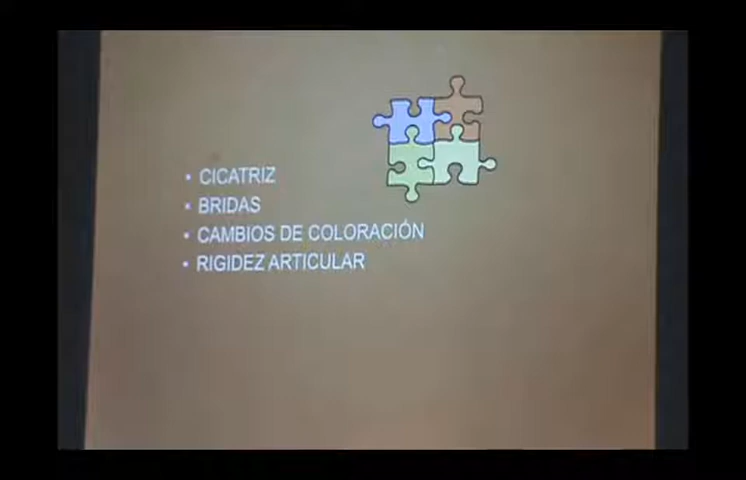 • CICATRIZ
• BRIDAS
• CAMBIOS DE COLORACIÓN
• RIGIDEZ ARTICULAR